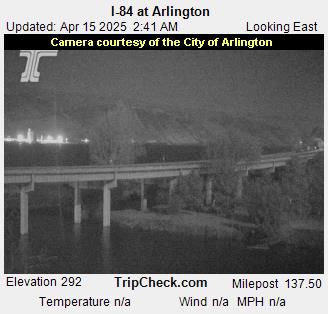 I-84 at Arlington
Updated: Apr 15 2025 2:41 AM Looking East
Camera courtesy of the City of Arlington
Elevation 292 TripCheck.com Milepost 137.50
Temperature n/a Wind n/a MPH n/a